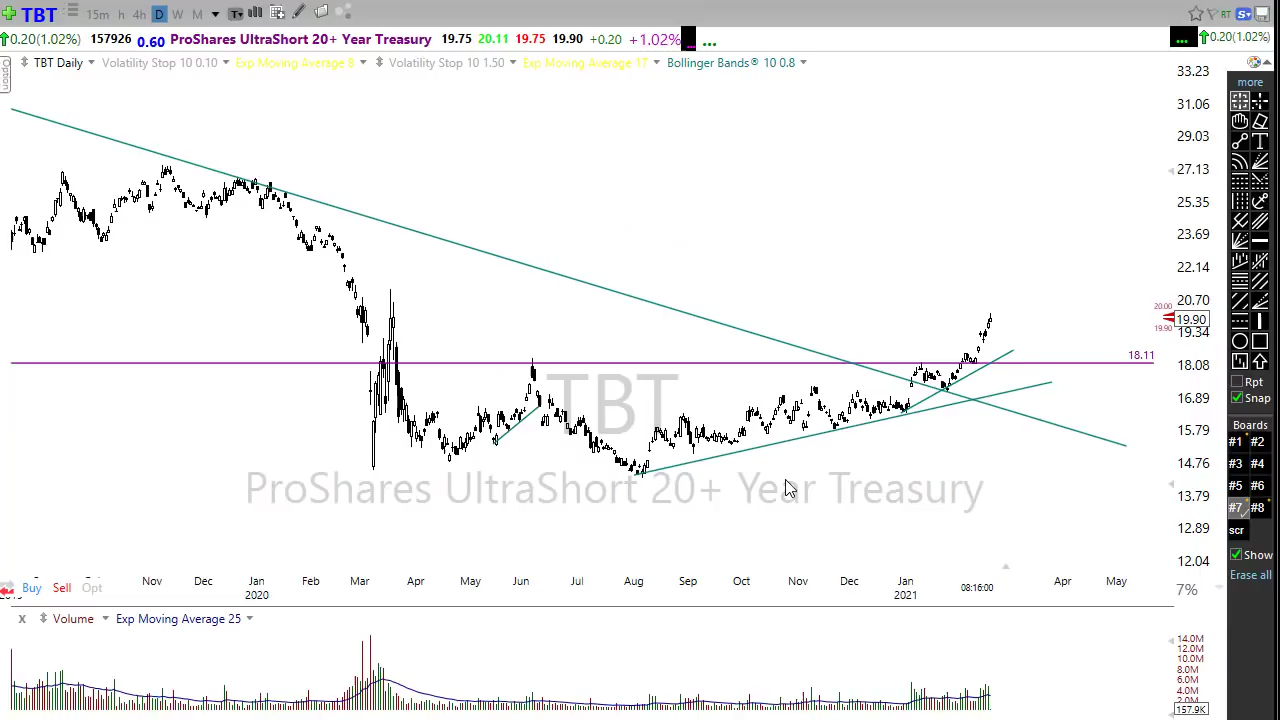 TBT 15m h 4h D W M T
0.20(1.02%) 157926 0.60 ProShares UltraShort 20+ Year Treasury 19.75 20.11 19.75 19.90 +0.20 +1.02% ... ... 0.20(1.02%)
RT S
Option
TBT Daily Volatility Stop 10 0.10 Exp Moving Average 8 Volatility Stop 10 1.50 Exp Moving Average 17 Bollinger Bands® 10 0.8
more
33.23
31.06
29.03
27.13
25.35
23.69
22.14
20.70
20.00
19.90
19.90
19.34
18.11
18.08
16.89
15.79
14.76
13.79
12.89
12.04
TBT
ProShares UltraShort 20+ Year Treasury
T
Rpt
Snap
Boards
#1 #2
#3 #4
#5 #6
#7 #8
scr
Show
Erase all
Nov Dec Jan Feb Mar Apr May Jun Jul Aug Sep Oct Nov Dec Jan Apr May
2020 2021 08:16:00
Buy Sell Opt 7%
X Volume Exp Moving Average 25
14.0M
12.0M
10.0M
8.0M
6.0M
4.0M
2.0M
157.9K